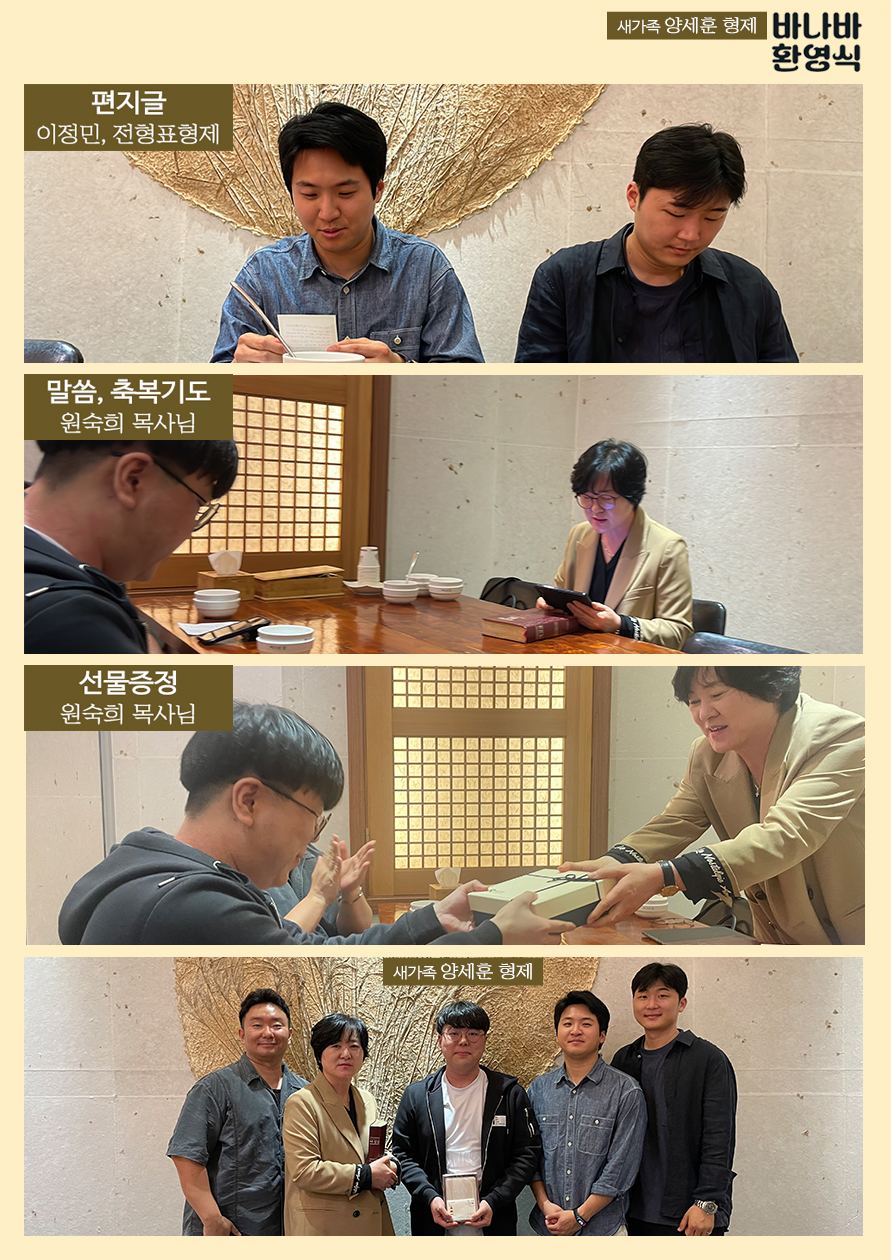 새가족 양세훈 형제
바나바
환영식
편지글
이정민, 전형표형제
말씀, 축복기도
원숙희 목사님
선물증정
원숙희 목사님
새가족 양세훈 형제